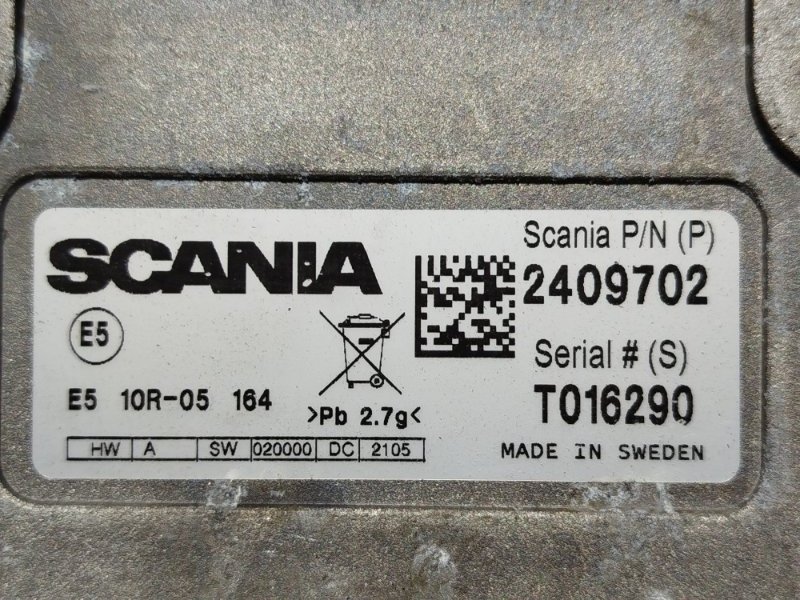 SCANIA
Scania P/N (P)
2409702
E5
Serial # (S)
T016290
E5 10R-05 164
>Pb 2.7g<
HW A SW 020000 DC 2105
MADE IN SWEDEN